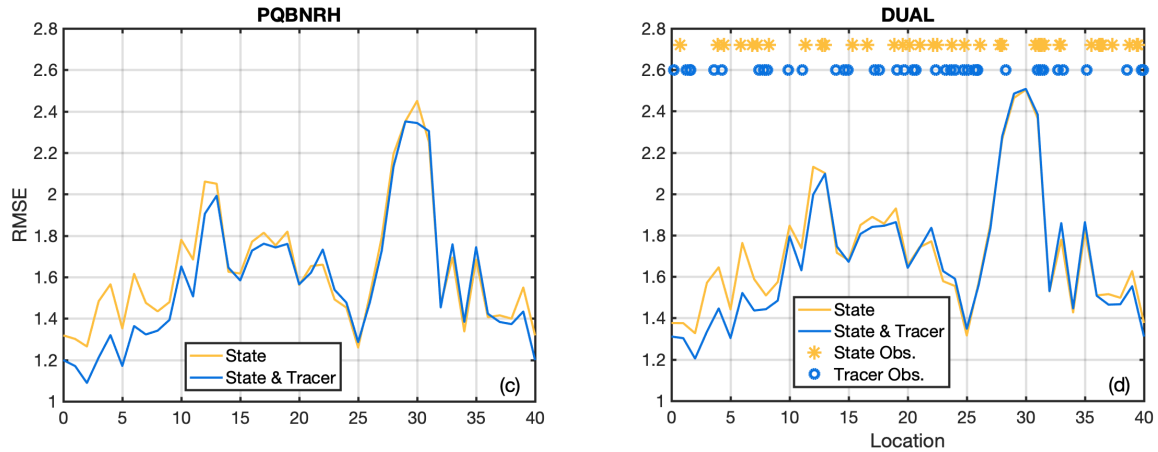 PQBNRH
RMSE
2.8
2.6
2.4
2.2
2
1.8
1.6
1.4
1.2
1
0 5 10 15 20 25 30 35 40
State
State & Tracer
(c)
DUAL
2.8
2.6
2.4
2.2
2
1.8
1.6
1.4
1.2
1
0 5 10 15 20 25 30 35 40
State
State & Tracer
State Obs.
Tracer Obs.
(d)
Location